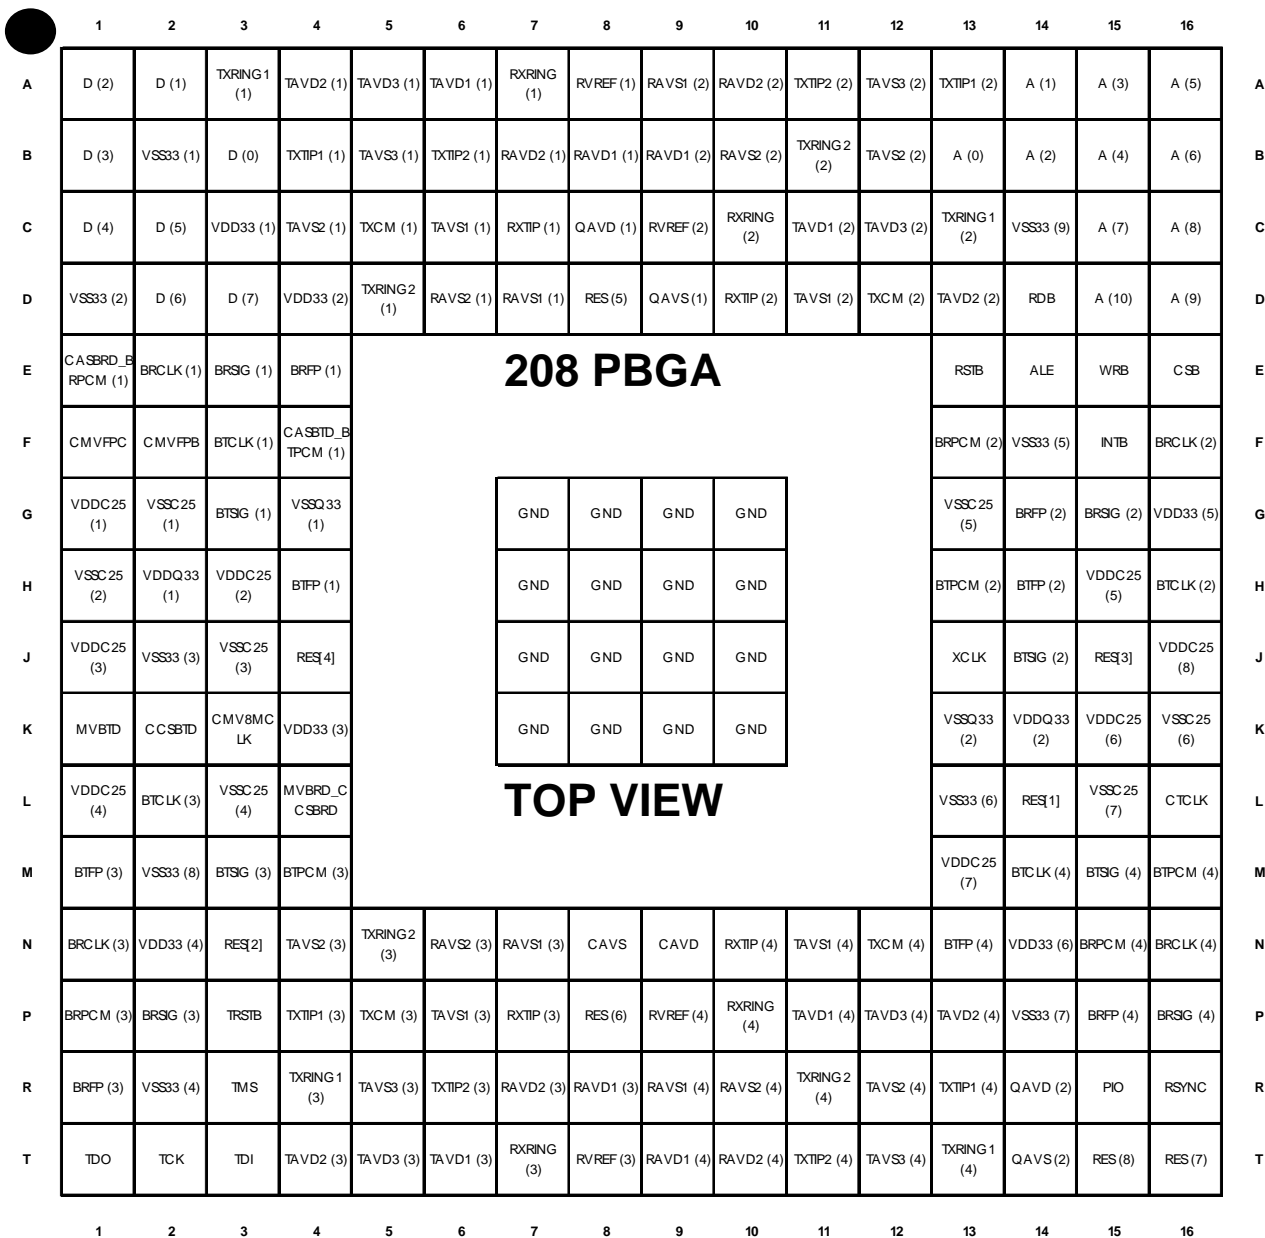 1 2 3 4 5 6 7 8 9 10 11 12 13 14 15 16
A D (2) D (1) TXRING1 (1) TAVD2 (1) TAVD3 (1) TAVD1 (1) RXRING (1) RVREF (1) RAVS1 (2) RAVD2 (2) TXTIP2 (2) TAVS3 (2) TXTIP1 (2) A (1) A (3) A (5) A
B D (3) VSS33 (1) D (0) TXTIP1 (1) TAVS3 (1) TXTIP2 (1) RAVD2 (1) RAVD1 (1) RAVD1 (2) RAVS2 (2) TXRING2 (2) TAVS2 (2) A (0) A (2) A (4) A (6) B
C D (4) D (5) VDD33 (1) TAVS2 (1) TXCM (1) TAVS1 (1) RXTIP (1) QAVD (1) RVREF (2) RXRING (2) TAVD1 (2) TAVD3 (2) TXRING1 (2) VSS33 (9) A (7) A (8) C
D VSS33 (2) D (6) D (7) VDD33 (2) TXRING2 (1) RAVS2 (1) RAVS1 (1) RES (5) QAVS (1) RXTIP (2) TAVS1 (2) TXCM (2) TAVD2 (2) RDB A (10) A (9) D
E CASBRD_BRPCM (1) BRCLK (1) BRSIG (1) BRFP (1) 208 PBGA RSTB ALE WRB CSB E
F CMVFPC CMVFPB BTCLK (1) CASBTD_BTPCM (1) BRPCM (2) VSS33 (5) INTB BRCLK (2) F
G VDDC25 (1) VSSC25 (1) BTSIG (1) VSSQ33 (1) GND GND GND GND VSSC25 (5) BRFP (2) BRSIG (2) VDD33 (5) G
H VSSC25 (2) VDDQ33 (1) VDDC25 (2) BTFP (1) GND GND GND GND BTPCM (2) BTFP (2) VDDC25 (5) BTCLK (2) H
J VDDC25 (3) VSS33 (3) VSSC25 (3) RES[4] GND GND GND GND XCLK BTSIG (2) RES[3] VDDC25 (8) J
K MVBTD CCSBTD CMV8MCLK VDD33 (3) GND GND GND GND VSSQ33 (2) VDDQ33 (2) VDDC25 (6) VSSC25 (6) K
L VDDC25 (4) BTCLK (3) VSSC25 (4) MVBRD_CCSBRD TOP VIEW VSS33 (6) RES[1] VSSC25 (7) CTCLK L
M BTFP (3) VSS33 (8) BTSIG (3) BTPCM (3) VDDC25 (7) BTCLK (4) BTSIG (4) BTPCM (4) M
N BRCLK (3) VDD33 (4) RES[2] TAVS2 (3) TXRING2 (3) RAVS2 (3) RAVS1 (3) CAVS CAVD RXTIP (4) TAVS1 (4) TXCM (4) BTFP (4) VDD33 (6) BRPCM (4) BRCLK (4) N
P BRPCM (3) BRSIG (3) TRSTB TXTIP1 (3) TXCM (3) TAVS1 (3) RXTIP (3) RES (6) RVREF (4) RXRING (4) TAVD1 (4) TAVD3 (4) TAVD2 (4) VSS33 (7) BRFP (4) BRSIG (4) P
R BRFP (3) VSS33 (4) TMS TXRING1 (3) TAVS3 (3) TXTIP2 (3) RAVD2 (3) RAVD1 (3) RAVS1 (4) RAVS2 (4) TXRING2 (4) TAVS2 (4) TXTIP1 (4) QAVD (2) PIO RSYNC R
T TDO TCK TDI TAVD2 (3) TAVD3 (3) TAVD1 (3) RXRING (3) RVREF (3) RAVD1 (4) RAVD2 (4) TXTIP2 (4) TAVS3 (4) TXRING1 (4) QAVS (2) RES (8) RES (7) T
1 2 3 4 5 6 7 8 9 10 11 12 13 14 15 16